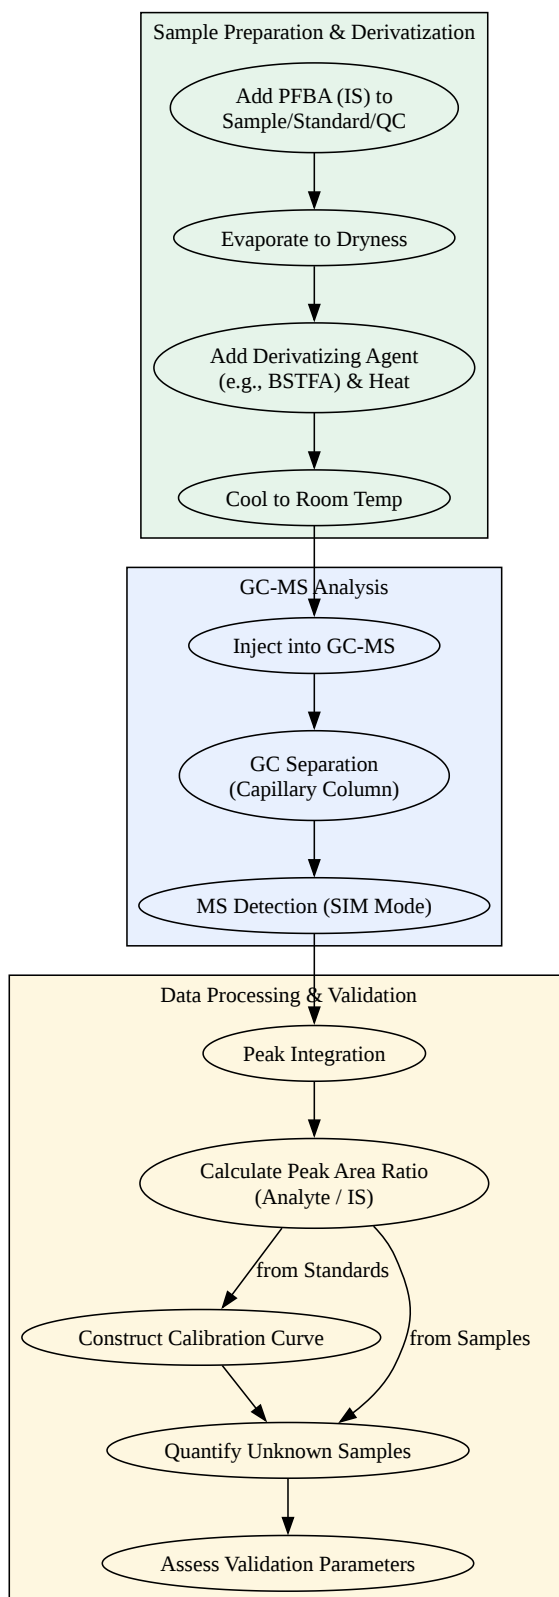 Sample Preparation & Derivatization
Add PFBA (IS) to
Sample/Standard/QC
Evaporate to Dryness
Add Derivatizing Agent
(e.g., BSTFA) & Heat
Cool to Room Temp
GC-MS Analysis
Inject into GC-MS
GC Separation
(Capillary Column)
MS Detection (SIM Mode)
Data Processing & Validation
Peak Integration
Calculate Peak Area Ratio
(Analyte / IS)
from Standards
Construct Calibration Curve
from Samples
Quantify Unknown Samples
Assess Validation Parameters